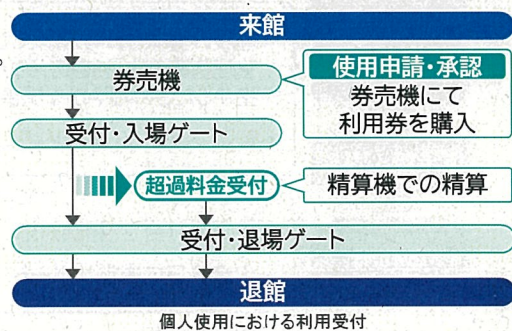 来館
券売機
使用申請・承認
券売機にて
利用券を購入
受付・入場ゲート
超過料金受付
精算機での精算
受付・退場ゲート
退館
個人使用における利用受付